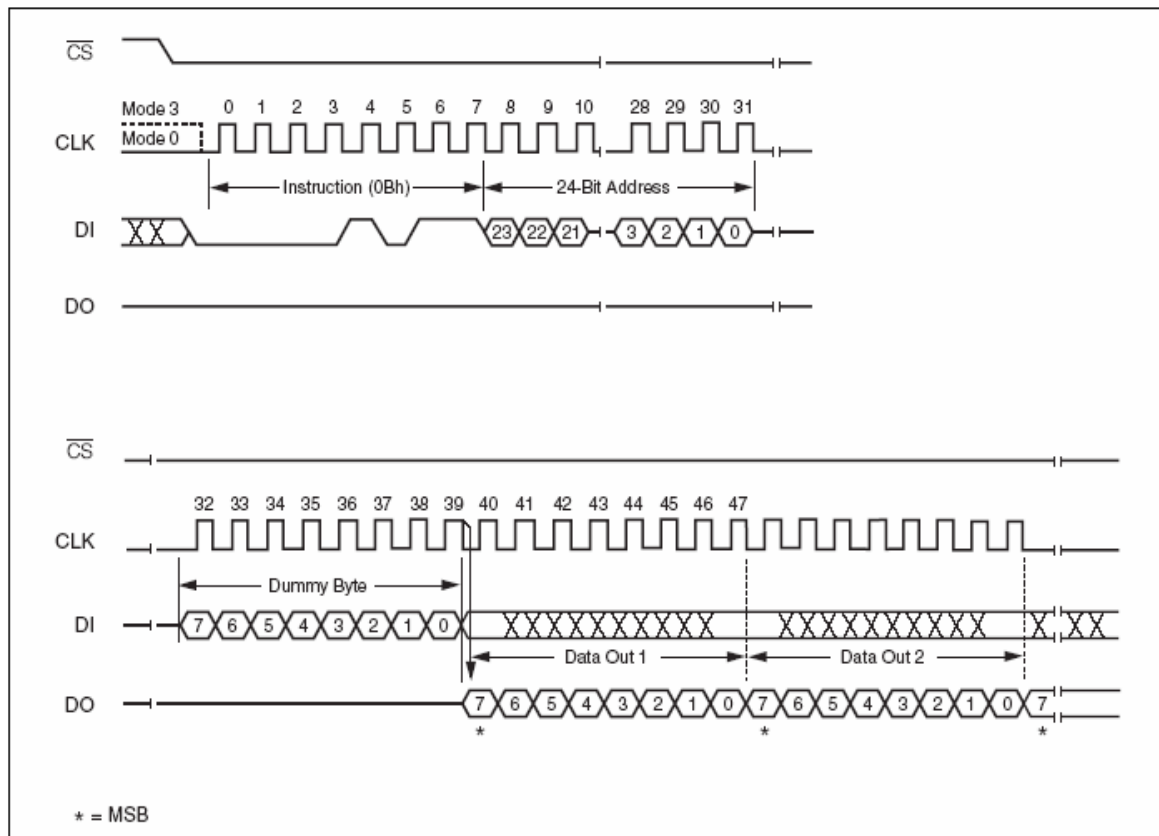 CS
Mode 3
0 1 2 3 4 5 6 7 8 9 10 28 29 30 31
CLK
Mode 0
Instruction (0Bh) 24-Bit Address
DI
23 22 21 3 2 1 0
DO
CS
32 33 34 35 36 37 38 39 40 41 42 43 44 45 46 47
CLK
Dummy Byte
DI
7 6 5 4 3 2 1 0
Data Out 1 Data Out 2
DO
7 6 5 4 3 2 1 0 7 6 5 4 3 2 1 0 7
* * *
* = MSB